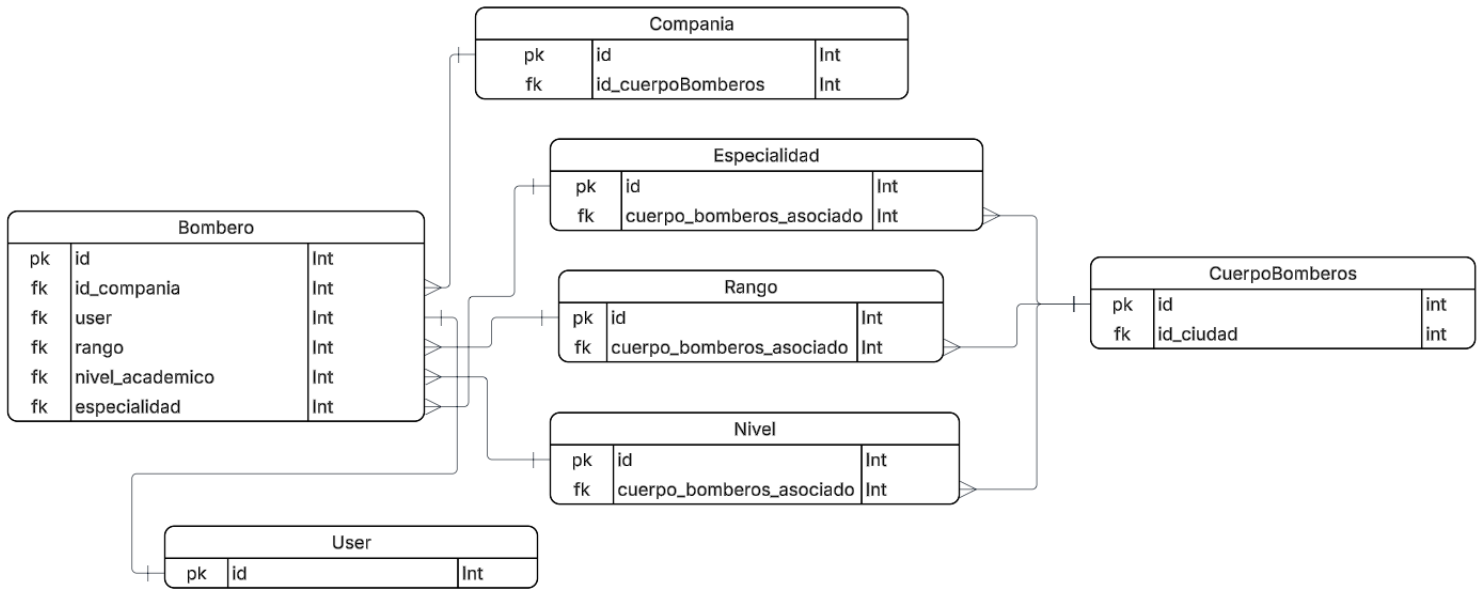 Compania
pk id Int
fk id_cuerpoBomberos Int
Especialidad
pk id Int
fk cuerpo_bomberos_asociado Int
Bombero
pk id Int
fk id_compania Int
fk user Int
fk rango Int
fk nivel_academico Int
fk especialidad Int
Rango
pk id Int
fk cuerpo_bomberos_asociado Int
CuerpoBomberos
pk id int
fk id_ciudad int
Nivel
pk id Int
fk cuerpo_bomberos_asociado Int
User
pk id Int